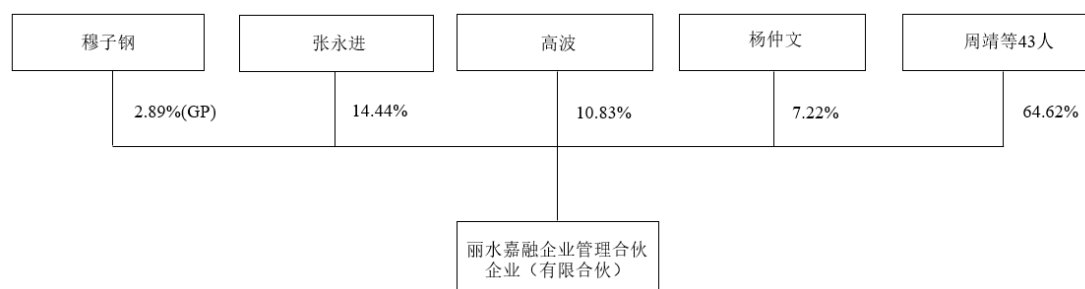 穆子钢
张永进
高波
杨仲文
周靖等43人
2.89%(GP)
14.44%
10.83%
7.22%
64.62%
丽水嘉融企业管理合伙
企业（有限合伙）